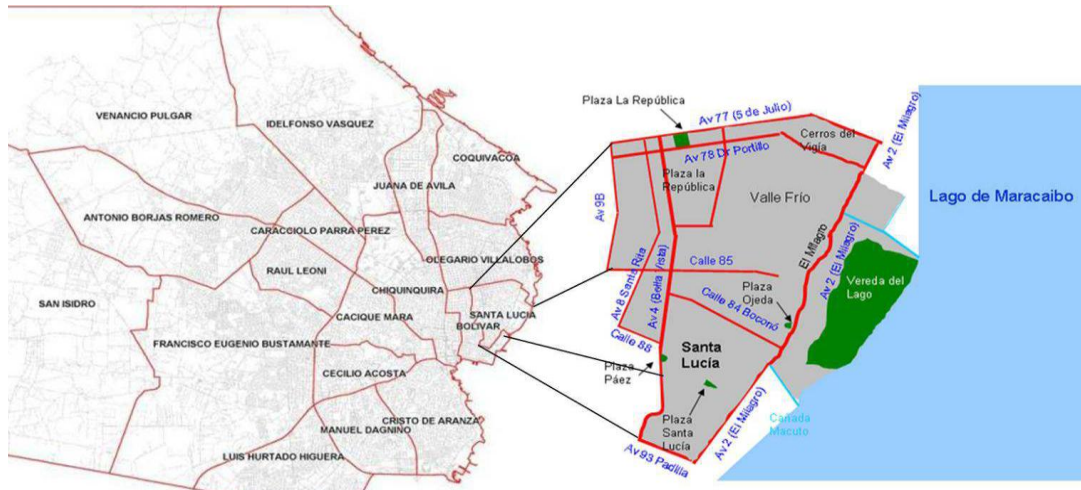 VENANCIO PULGAR
IDELFONSO VASQUEZ
COQUIVACOA
JUANA DE AVILA
ANTONIO BORJAS ROMERO
CARACCIOLO PARRA PEREZ
OLEGARIO VILLALOBOS
RAUL LEONI
CHIQUINQUIRA
SAN ISIDRO
CACIQUE MARA
SANTA LUCIA
BOLIVAR
FRANCISCO EUGENIO BUSTAMANTE
CECILIO ACOSTA
CRISTO DE ARANZA
MANUEL DAGNINO
LUIS HURTADO HIGUERA
Plaza La República
Av 77 (5 de Julio)
Cerros del
Vigía
Av 2 (El Milagro)
Av 78 Dr Portillo
Plaza la
República
Valle Frío
Lago de Maracaibo
Av 9B
El Milagro
Av 2 (El Milagro)
Av 8 Santa Rita
Av 4 (Bella Vista)
Calle 85
Vereda del
Lago
Plaza
Ojeda
Calle 84 Boconó
Calle 88
Santa
Lucía
Plaza
Páez
Plaza
Santa
Lucía
Av 2 (El Milagro)
Cañada
Macuto
Av 93 Padilla